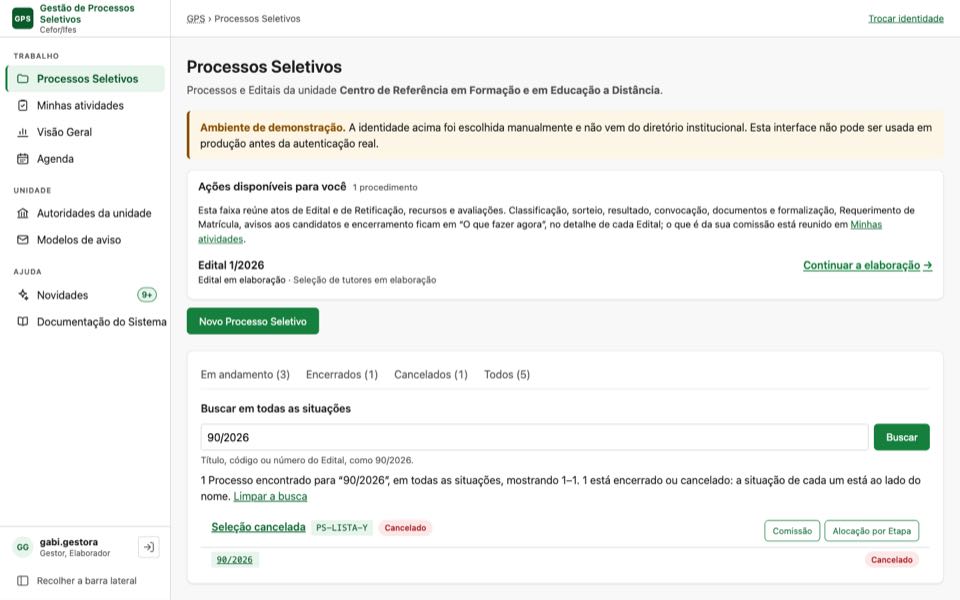 GPS
Gestão de Processos
Seletivos
Cefor/Ifes
GPS › Processos Seletivos
Trocar identidade
TRABALHO
Processos Seletivos
Minhas atividades
Visão Geral
Agenda
UNIDADE
Autoridades da unidade
Modelos de aviso
AJUDA
Novidades 9+
Documentação do Sistema
Processos Seletivos
Processos e Editais da unidade Centro de Referência em Formação e em Educação a Distância.
Ambiente de demonstração. A identidade acima foi escolhida manualmente e não vem do diretório institucional. Esta interface não pode ser usada em
produção antes da autenticação real.
Ações disponíveis para você 1 procedimento
Esta faixa reúne atos de Edital e de Retificação, recursos e avaliações. Classificação, sorteio, resultado, convocação, documentos e formalização, Requerimento de
Matrícula, avisos aos candidatos e encerramento ficam em “O que fazer agora”, no detalhe de cada Edital; o que é da sua comissão está reunido em Minhas
atividades.
Edital 1/2026
Edital em elaboração · Seleção de tutores em elaboração
Continuar a elaboração →
Novo Processo Seletivo
Em andamento (3) Encerrados (1) Cancelados (1) Todos (5)
Buscar em todas as situações
90/2026
Buscar
Título, código ou número do Edital, como 90/2026.
1 Processo encontrado para “90/2026”, em todas as situações, mostrando 1–1. 1 está encerrado ou cancelado: a situação de cada um está ao lado do
nome. Limpar a busca
Seleção cancelada PS-LISTA-Y Cancelado
Comissão Alocação por Etapa
90/2026 Cancelado
GG
gabi.gestora
Gestor, Elaborador
Recolher a barra lateral